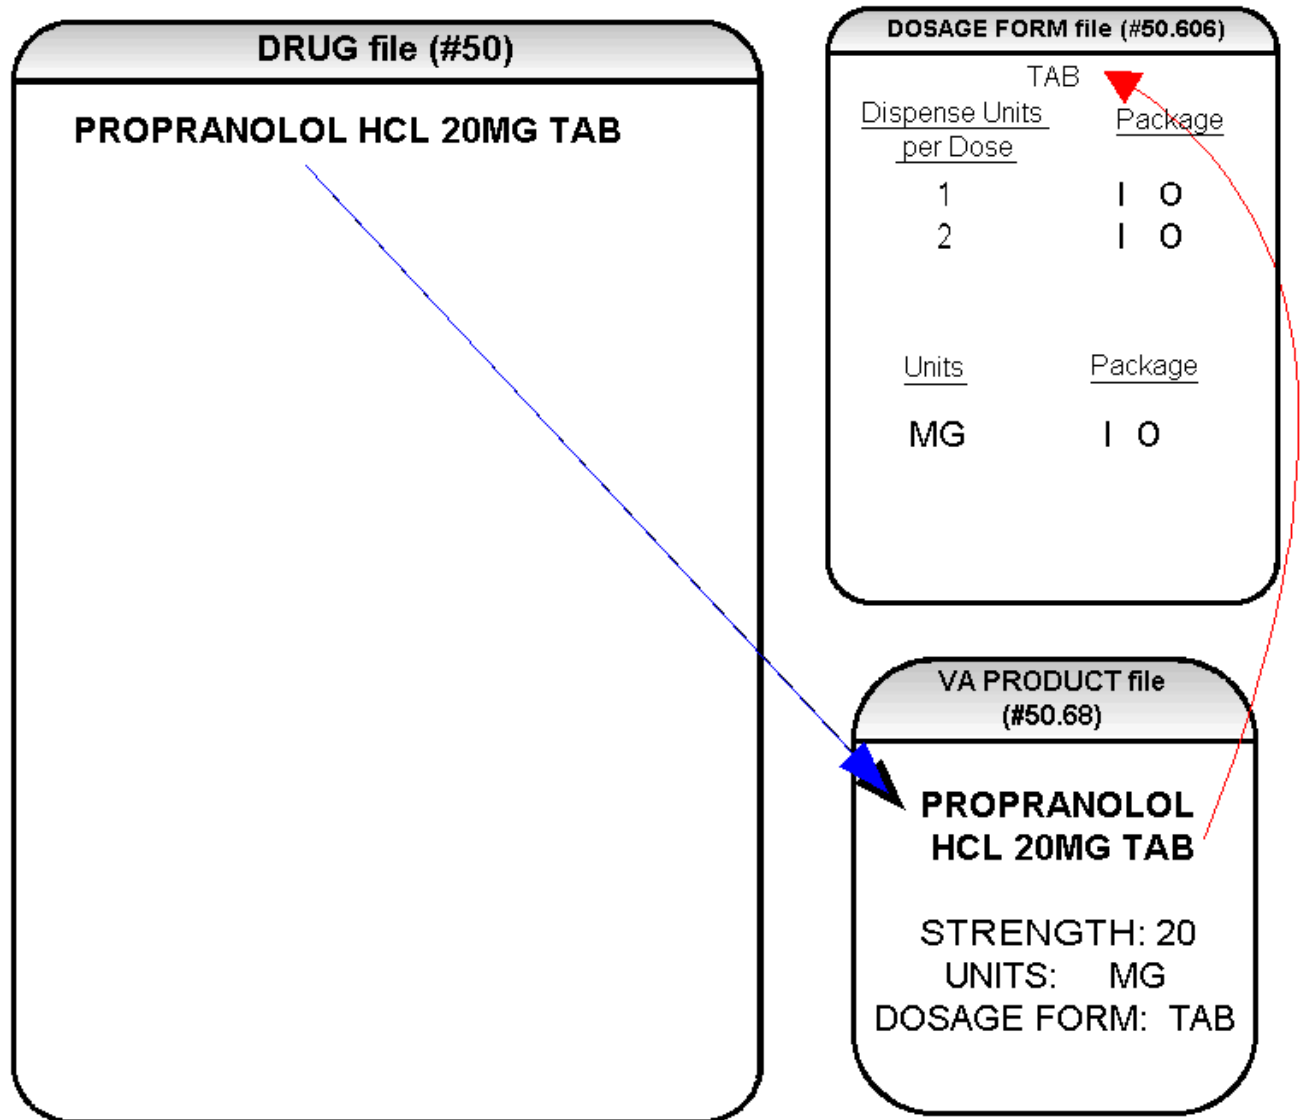 DRUG file (#50)
PROPRANOLOL HCL 20MG TAB
DOSAGE FORM file (#50.606)
TAB
Dispense Units Package
per Dose
1 I O
2 I O
Units Package
MG I O
VA PRODUCT file
(#50.68)
PROPRANOLOL
HCL 20MG TAB
STRENGTH: 20
UNITS: MG
DOSAGE FORM: TAB